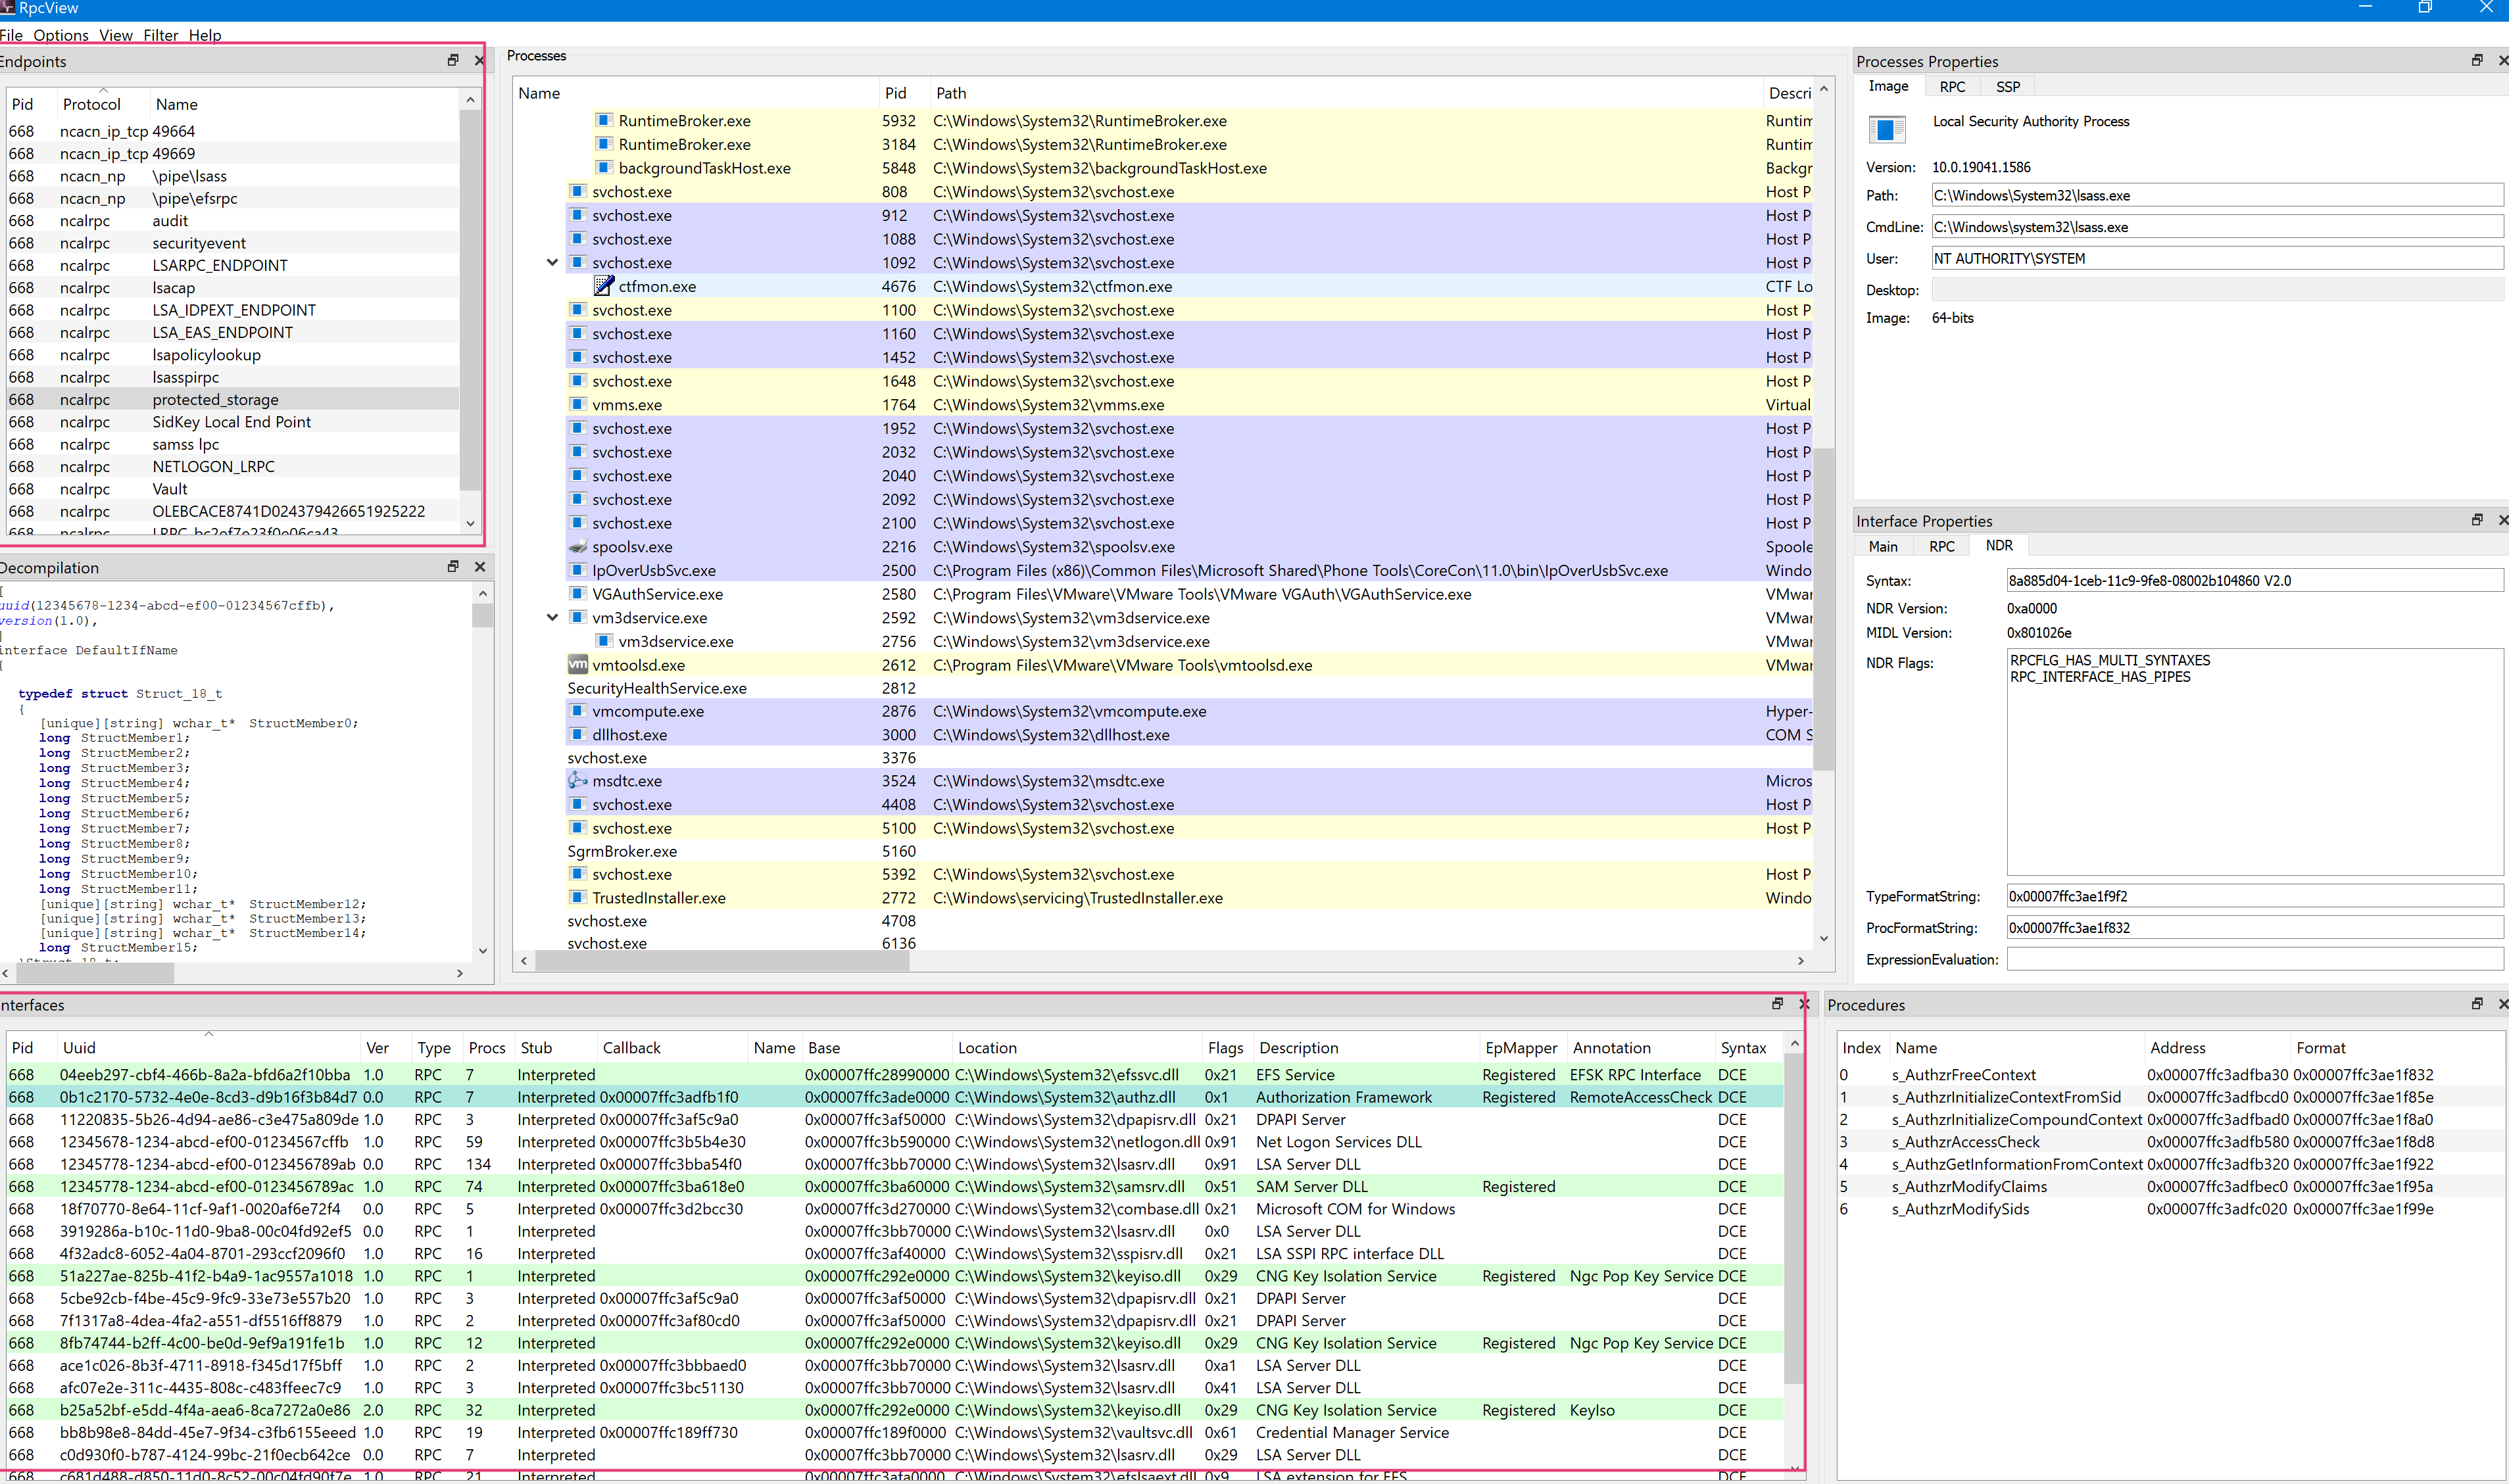 RpcView
File Options View Filter Help
Endpoints
Pid Protocol Name
668 ncacn_ip_tcp 49664
668 ncacn_ip_tcp 49669
668 ncacn_np \pipe\lsass
668 ncacn_np \pipe\efsrpc
668 ncalrpc audit
668 ncalrpc securityevent
668 ncalrpc LSARPC_ENDPOINT
668 ncalrpc lsacap
668 ncalrpc LSA_IDPEXT_ENDPOINT
668 ncalrpc LSA_EAS_ENDPOINT
668 ncalrpc lsapolicylookup
668 ncalrpc lsasspirpc
668 ncalrpc protected_storage
668 ncalrpc SidKey Local End Point
668 ncalrpc samss lpc
668 ncalrpc NETLOGON_LRPC
668 ncalrpc Vault
668 ncalrpc OLEBCACE8741D024379426651925222
668 ncalrpc LRPC-bc2ef7e23f0e06ca43
Decompilation
[
uuid(12345678-1234-abcd-ef00-01234567cffb),
version(1.0),
]
interface DefaultIfName
{
typedef struct Struct_18_t
{
[unique][string] wchar_t* StructMember0;
long StructMember1;
long StructMember2;
long StructMember3;
long StructMember4;
long StructMember5;
long StructMember6;
long StructMember7;
long StructMember8;
long StructMember9;
long StructMember10;
long StructMember11;
[unique][string] wchar_t* StructMember12;
[unique][string] wchar_t* StructMember13;
[unique][string] wchar_t* StructMember14;
long StructMember15;
}Struct_18_t;
Processes
Name Pid Path Descri
RuntimeBroker.exe 5932 C:\Windows\System32\RuntimeBroker.exe Runtim
RuntimeBroker.exe 3184 C:\Windows\System32\RuntimeBroker.exe Runtim
backgroundTaskHost.exe 5848 C:\Windows\System32\backgroundTaskHost.exe Backgr
svchost.exe 808 C:\Windows\System32\svchost.exe Host P
svchost.exe 912 C:\Windows\System32\svchost.exe Host P
svchost.exe 1088 C:\Windows\System32\svchost.exe Host P
svchost.exe 1092 C:\Windows\System32\svchost.exe Host P
ctfmon.exe 4676 C:\Windows\System32\ctfmon.exe CTF Lo
svchost.exe 1100 C:\Windows\System32\svchost.exe Host P
svchost.exe 1160 C:\Windows\System32\svchost.exe Host P
svchost.exe 1452 C:\Windows\System32\svchost.exe Host P
svchost.exe 1648 C:\Windows\System32\svchost.exe Host P
vmms.exe 1764 C:\Windows\System32\vmms.exe Virtual
svchost.exe 1952 C:\Windows\System32\svchost.exe Host P
svchost.exe 2032 C:\Windows\System32\svchost.exe Host P
svchost.exe 2040 C:\Windows\System32\svchost.exe Host P
svchost.exe 2092 C:\Windows\System32\svchost.exe Host P
svchost.exe 2100 C:\Windows\System32\svchost.exe Host P
spoolsv.exe 2216 C:\Windows\System32\spoolsv.exe Spoole
IpOverUsbSvc.exe 2500 C:\Program Files (x86)\Common Files\Microsoft Shared\Phone Tools\CoreCon\11.0\bin\IpOverUsbSvc.exe Windo
VGAuthService.exe 2580 C:\Program Files\VMware\VMware Tools\VMware VGAuth\VGAuthService.exe VMwar
vm3dservice.exe 2592 C:\Windows\System32\vm3dservice.exe VMwar
vm3dservice.exe 2756 C:\Windows\System32\vm3dservice.exe VMwar
vm vmtoolsd.exe 2612 C:\Program Files\VMware\VMware Tools\vmtoolsd.exe VMwar
SecurityHealthService.exe 2812
vmcompute.exe 2876 C:\Windows\System32\vmcompute.exe Hyper-
dllhost.exe 3000 C:\Windows\System32\dllhost.exe COM S
svchost.exe 3376
msdtc.exe 3524 C:\Windows\System32\msdtc.exe Micros
svchost.exe 4408 C:\Windows\System32\svchost.exe Host P
svchost.exe 5100 C:\Windows\System32\svchost.exe Host P
SgrmBroker.exe 5160
svchost.exe 5392 C:\Windows\System32\svchost.exe Host P
TrustedInstaller.exe 2772 C:\Windows\servicing\TrustedInstaller.exe Windo
svchost.exe 4708
svchost.exe 6136
Processes Properties
Image RPC SSP
Local Security Authority Process
Version: 10.0.19041.1586
Path: C:\Windows\System32\lsass.exe
CmdLine: C:\Windows\system32\lsass.exe
User: NT AUTHORITY\SYSTEM
Desktop:
Image: 64-bits
Interface Properties
Main RPC NDR
Syntax: 8a885d04-1ceb-11c9-9fe8-08002b104860 V2.0
NDR Version: 0xa0000
MIDL Version: 0x801026e
NDR Flags: RPCFLG_HAS_MULTI_SYNTAXES
RPC_INTERFACE_HAS_PIPES
TypeFormatString: 0x00007ffc3ae1f9f2
ProcFormatString: 0x00007ffc3ae1f832
ExpressionEvaluation:
Interfaces
Pid Uuid Ver Type Procs Stub Callback Name Base Location Flags Description EpMapper Annotation Syntax
668 04eeb297-cbf4-466b-8a2a-bfd6a2f10bba 1.0 RPC 7 Interpreted 0x00007ffc28990000 C:\Windows\System32\efssvc.dll 0x21 EFS Service Registered EFSK RPC Interface DCE
668 0b1c2170-5732-4e0e-8cd3-d9b16f3b84d7 0.0 RPC 7 Interpreted 0x00007ffc3adfb1f0 0x00007ffc3ade0000 C:\Windows\System32\authz.dll 0x1 Authorization Framework Registered RemoteAccessCheck DCE
668 11220835-5b26-4d94-ae86-c3e475a809de 1.0 RPC 3 Interpreted 0x00007ffc3af5c9a0 0x00007ffc3af50000 C:\Windows\System32\dpapisrv.dll 0x21 DPAPI Server DCE
668 12345678-1234-abcd-ef00-01234567cffb 1.0 RPC 59 Interpreted 0x00007ffc3b5b4e30 0x00007ffc3b590000 C:\Windows\System32\netlogon.dll 0x91 Net Logon Services DLL DCE
668 12345778-1234-abcd-ef00-0123456789ab 0.0 RPC 134 Interpreted 0x00007ffc3bba54f0 0x00007ffc3bb70000 C:\Windows\System32\lsasrv.dll 0x91 LSA Server DLL DCE
668 12345778-1234-abcd-ef00-0123456789ac 1.0 RPC 74 Interpreted 0x00007ffc3ba618e0 0x00007ffc3ba60000 C:\Windows\System32\samsrv.dll 0x51 SAM Server DLL Registered DCE
668 18f70770-8e64-11cf-9af1-0020af6e72f4 0.0 RPC 5 Interpreted 0x00007ffc3d2bcc30 0x00007ffc3d270000 C:\Windows\System32\combase.dll 0x21 Microsoft COM for Windows DCE
668 3919286a-b10c-11d0-9ba8-00c04fd92ef5 0.0 RPC 1 Interpreted 0x00007ffc3bb70000 C:\Windows\System32\lsasrv.dll 0x0 LSA Server DLL DCE
668 4f32adc8-6052-4a04-8701-293ccf2096f0 1.0 RPC 16 Interpreted 0x00007ffc3af40000 C:\Windows\System32\sspisrv.dll 0x21 LSA SSPI RPC interface DLL DCE
668 51a227ae-825b-41f2-b4a9-1ac9557a1018 1.0 RPC 1 Interpreted 0x00007ffc292e0000 C:\Windows\System32\keyiso.dll 0x29 CNG Key Isolation Service Registered Ngc Pop Key Service DCE
668 5cbe92cb-f4be-45c9-9fc9-33e73e557b20 1.0 RPC 3 Interpreted 0x00007ffc3af5c9a0 0x00007ffc3af50000 C:\Windows\System32\dpapisrv.dll 0x21 DPAPI Server DCE
668 7f1317a8-4dea-4fa2-a551-df5516ff8879 1.0 RPC 2 Interpreted 0x00007ffc3af80cd0 0x00007ffc3af50000 C:\Windows\System32\dpapisrv.dll 0x21 DPAPI Server DCE
668 8fb74744-b2ff-4c00-be0d-9ef9a191fe1b 1.0 RPC 12 Interpreted 0x00007ffc292e0000 C:\Windows\System32\keyiso.dll 0x29 CNG Key Isolation Service Registered Ngc Pop Key Service DCE
668 ace1c026-8b3f-4711-8918-f345d17f5bff 1.0 RPC 2 Interpreted 0x00007ffc3bbbaed0 0x00007ffc3bb70000 C:\Windows\System32\lsasrv.dll 0xa1 LSA Server DLL DCE
668 afc07e2e-311c-4435-808c-c483ffeec7c9 1.0 RPC 3 Interpreted 0x00007ffc3bc51130 0x00007ffc3bb70000 C:\Windows\System32\lsasrv.dll 0x41 LSA Server DLL DCE
668 b25a52bf-e5dd-4f4a-aea6-8ca7272a0e86 2.0 RPC 32 Interpreted 0x00007ffc292e0000 C:\Windows\System32\keyiso.dll 0x29 CNG Key Isolation Service Registered KeyIso DCE
668 bb8b98e8-84dd-45e7-9f34-c3fb6155eeed 1.0 RPC 19 Interpreted 0x00007ffc189ff730 0x00007ffc189f0000 C:\Windows\System32\vaultsvc.dll 0x61 Credential Manager Service DCE
668 c0d930f0-b787-4124-99bc-21f0ecb642ce 0.0 RPC 7 Interpreted 0x00007ffc3bb70000 C:\Windows\System32\lsasrv.dll 0x29 LSA Server DLL DCE
668 c681d488-d850-11d0-8c52-00c04fd90f7e 1.0 RPC 21 Interpreted 0x00007ffc3afa0000 C:\Windows\System32\efslsaext.dll 0x9 LSA extension for EFS DCE
Procedures
Index Name Address Format
0 s_AuthzrFreeContext 0x00007ffc3adfba30 0x00007ffc3ae1f832
1 s_AuthzrInitializeContextFromSid 0x00007ffc3adfbcd0 0x00007ffc3ae1f85e
2 s_AuthzrInitializeCompoundContext 0x00007ffc3adfbad0 0x00007ffc3ae1f8a0
3 s_AuthzrAccessCheck 0x00007ffc3adfb580 0x00007ffc3ae1f8d8
4 s_AuthzGetInformationFromContext 0x00007ffc3adfb320 0x00007ffc3ae1f922
5 s_AuthzrModifyClaims 0x00007ffc3adfbec0 0x00007ffc3ae1f95a
6 s_AuthzrModifySids 0x00007ffc3adfc020 0x00007ffc3ae1f99e